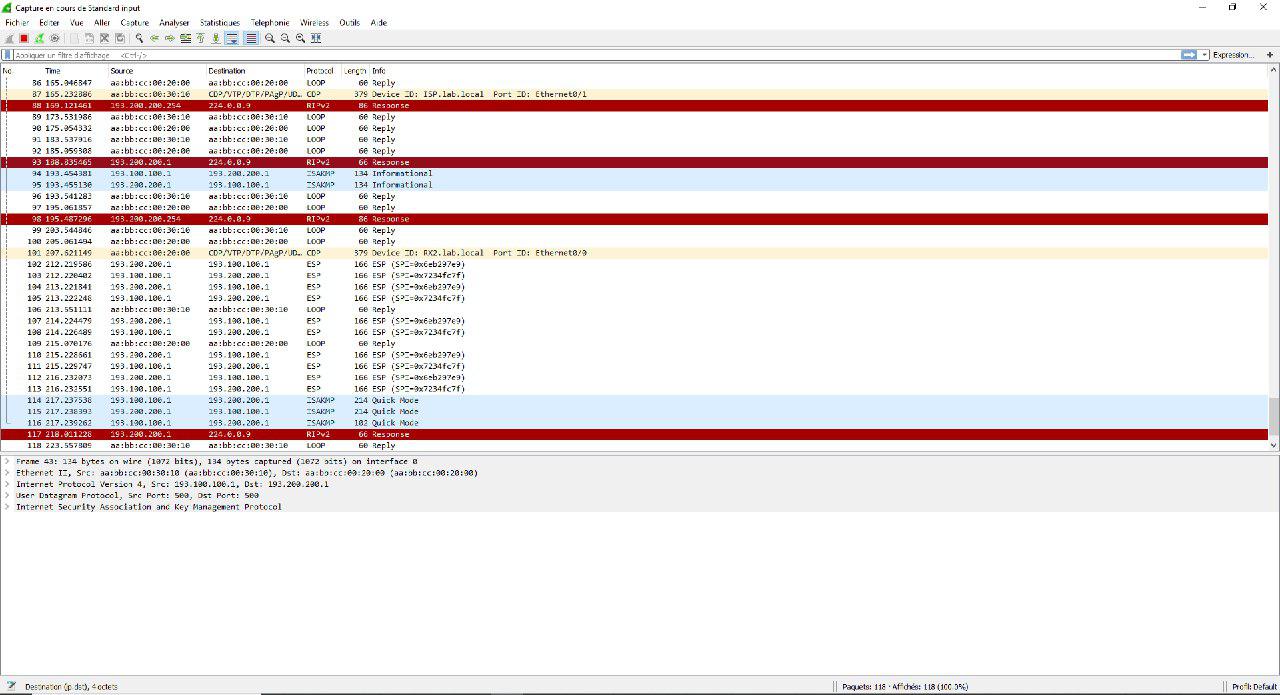 Capture en cours de Standard input
Fichier Editer Vue Aller Capture Analyser Statistiques Telephonie Wireless Outils Aide
Appliquer un filtre d'affichage <Ctrl-/> Expression... +
No. Time Source Destination Protocol Length Info
86 165.046847 aa:bb:cc:00:20:00 aa:bb:cc:00:20:00 LOOP 60 Reply
87 165.232886 aa:bb:cc:00:30:10 CDP/VTP/DTP/PAgP/UD… CDP 379 Device ID: ISP.lab.local Port ID: Ethernet0/1
88 169.121461 193.200.200.254 224.0.0.9 RIPv2 86 Response
89 173.531986 aa:bb:cc:00:30:10 aa:bb:cc:00:30:10 LOOP 60 Reply
90 175.054332 aa:bb:cc:00:20:00 aa:bb:cc:00:20:00 LOOP 60 Reply
91 183.537916 aa:bb:cc:00:30:10 aa:bb:cc:00:30:10 LOOP 60 Reply
92 185.059308 aa:bb:cc:00:20:00 aa:bb:cc:00:20:00 LOOP 60 Reply
93 188.835465 193.200.200.1 224.0.0.9 RIPv2 66 Response
94 193.454381 193.100.100.1 193.200.200.1 ISAKMP 134 Informational
95 193.455130 193.200.200.1 193.100.100.1 ISAKMP 134 Informational
96 193.541283 aa:bb:cc:00:30:10 aa:bb:cc:00:30:10 LOOP 60 Reply
97 195.061857 aa:bb:cc:00:20:00 aa:bb:cc:00:20:00 LOOP 60 Reply
98 195.487296 193.200.200.254 224.0.0.9 RIPv2 86 Response
99 203.544846 aa:bb:cc:00:30:10 aa:bb:cc:00:30:10 LOOP 60 Reply
100 205.061494 aa:bb:cc:00:20:00 aa:bb:cc:00:20:00 LOOP 60 Reply
101 207.621149 aa:bb:cc:00:20:00 CDP/VTP/DTP/PAgP/UD… CDP 379 Device ID: RX2.lab.local Port ID: Ethernet0/0
102 212.219586 193.200.200.1 193.100.100.1 ESP 166 ESP (SPI=0x6eb297e9)
103 212.220402 193.100.100.1 193.200.200.1 ESP 166 ESP (SPI=0x7234fc7f)
104 213.221841 193.200.200.1 193.100.100.1 ESP 166 ESP (SPI=0x6eb297e9)
105 213.222248 193.100.100.1 193.200.200.1 ESP 166 ESP (SPI=0x7234fc7f)
106 213.551111 aa:bb:cc:00:30:10 aa:bb:cc:00:30:10 LOOP 60 Reply
107 214.224479 193.200.200.1 193.100.100.1 ESP 166 ESP (SPI=0x6eb297e9)
108 214.226489 193.100.100.1 193.200.200.1 ESP 166 ESP (SPI=0x7234fc7f)
109 215.070176 aa:bb:cc:00:20:00 aa:bb:cc:00:20:00 LOOP 60 Reply
110 215.228661 193.200.200.1 193.100.100.1 ESP 166 ESP (SPI=0x6eb297e9)
111 215.229747 193.100.100.1 193.200.200.1 ESP 166 ESP (SPI=0x7234fc7f)
112 216.232073 193.200.200.1 193.100.100.1 ESP 166 ESP (SPI=0x6eb297e9)
113 216.232551 193.100.100.1 193.200.200.1 ESP 166 ESP (SPI=0x7234fc7f)
114 217.237538 193.100.100.1 193.200.200.1 ISAKMP 214 Quick Mode
115 217.238393 193.200.200.1 193.100.100.1 ISAKMP 214 Quick Mode
116 217.239262 193.100.100.1 193.200.200.1 ISAKMP 102 Quick Mode
117 218.011228 193.200.200.1 224.0.0.9 RIPv2 66 Response
118 223.557809 aa:bb:cc:00:30:10 aa:bb:cc:00:30:10 LOOP 60 Reply
Frame 43: 134 bytes on wire (1072 bits), 134 bytes captured (1072 bits) on interface 0
Ethernet II, Src: aa:bb:cc:00:30:10 (aa:bb:cc:00:30:10), Dst: aa:bb:cc:00:20:00 (aa:bb:cc:00:20:00)
Internet Protocol Version 4, Src: 193.100.100.1, Dst: 193.200.200.1
User Datagram Protocol, Src Port: 500, Dst Port: 500
Internet Security Association and Key Management Protocol
Destination (ip.dst), 4 octets Paquets: 118 · Affichés: 118 (100.0%) Profil: Default